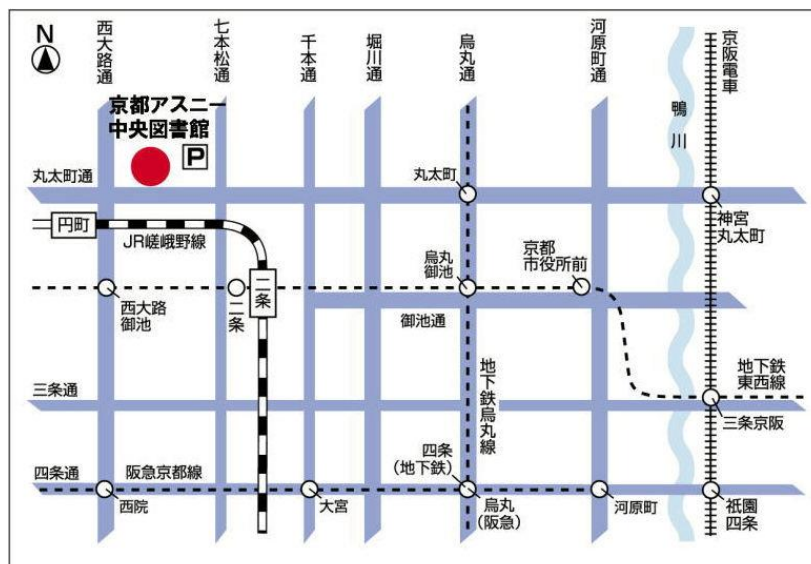 N
西大路通
七本松通
千本通
堀川通
烏丸通
河原町通
京阪電車
鴨川
京都アスニー
中央図書館
P
丸太町通
丸太町
神宮
丸太町
円町
JR嵯峨野線
二条
西大路
御池
二条
烏丸
御池
京都
市役所前
御池通
三条通
地下鉄烏丸線
地下鉄
東西線
三条京阪
四条通
阪急京都線
四条
(地下鉄)
西院
大宮
烏丸
(阪急)
河原町
祇園
四条